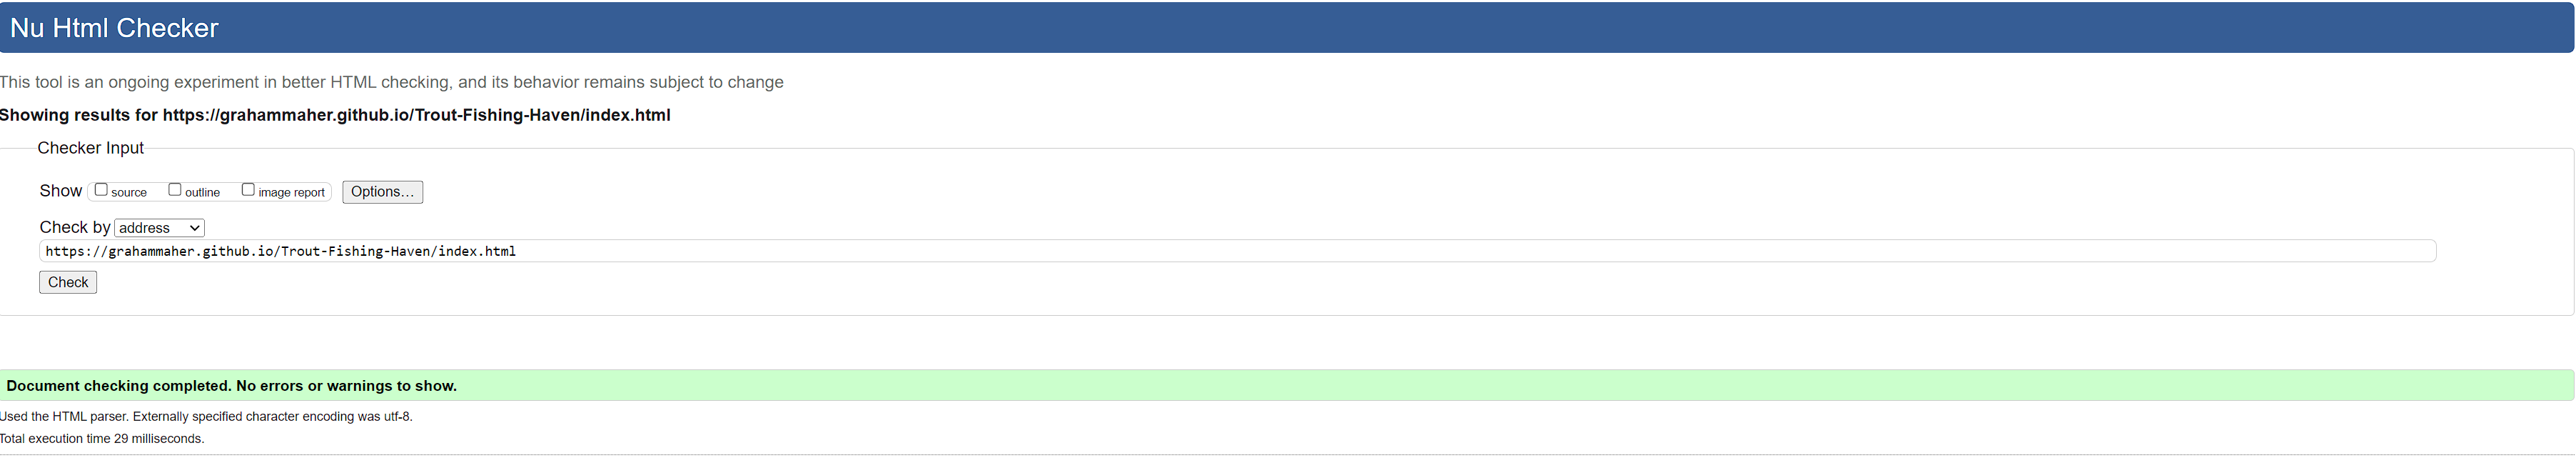 Nu Html Checker
This tool is an ongoing experiment in better HTML checking, and its behavior remains subject to change
Showing results for https://grahammaher.github.io/Trout-Fishing-Haven/index.html
Checker Input
Show source outline image report Options...
Check by address
https://grahammaher.github.io/Trout-Fishing-Haven/index.html
Check
Document checking completed. No errors or warnings to show.
Used the HTML parser. Externally specified character encoding was utf-8.
Total execution time 29 milliseconds.